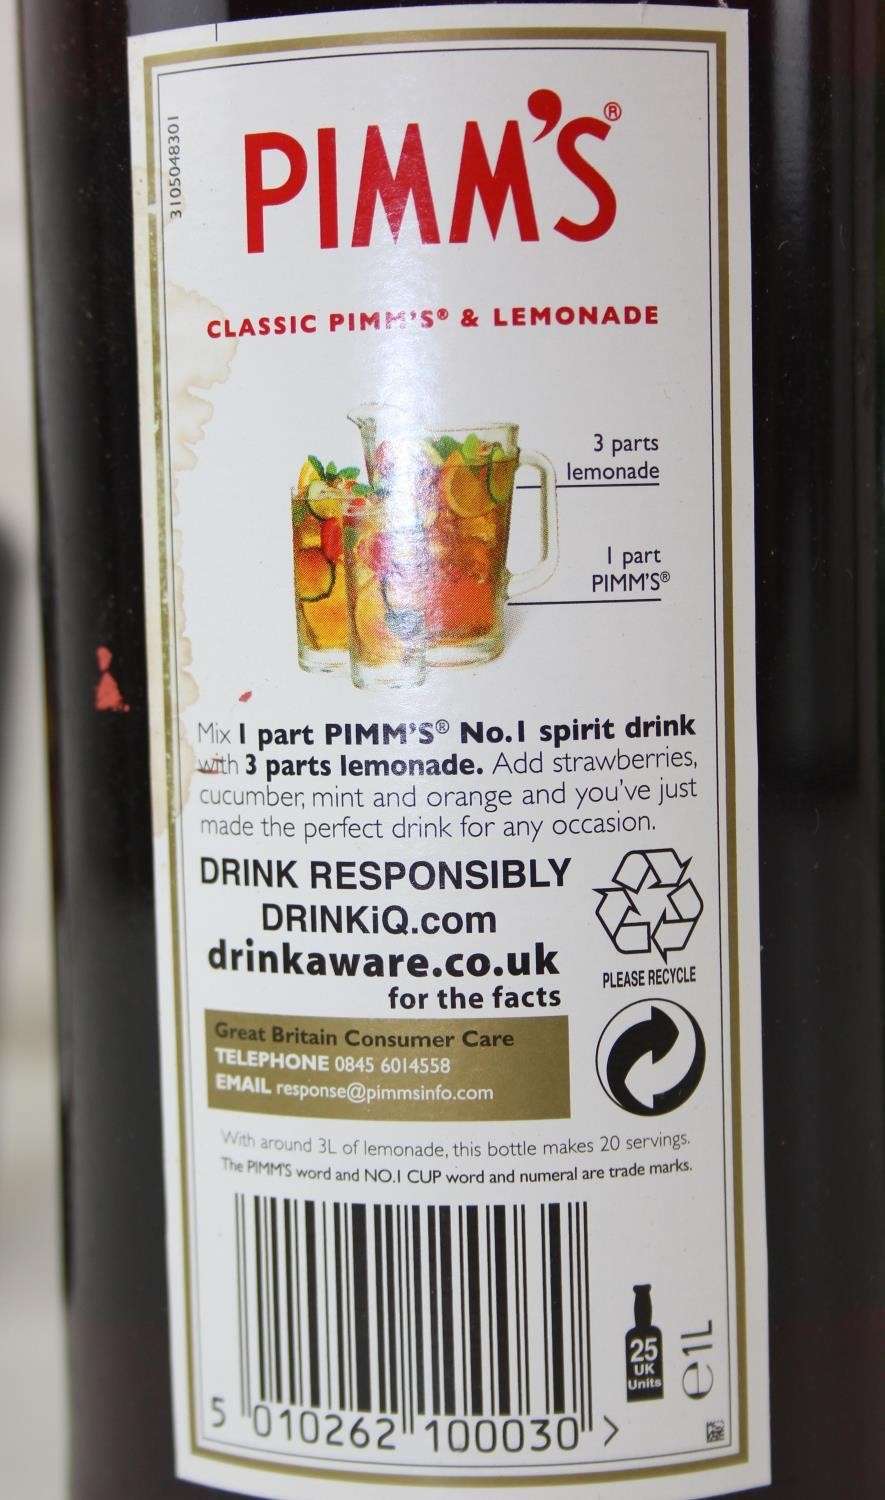 3105048301
PIMM'S®
CLASSIC PIMM'S® & LEMONADE
3 parts
lemonade
1 part
PIMM'S®
Mix 1 part PIMM'S® No.1 spirit drink
with 3 parts lemonade. Add strawberries,
cucumber, mint and orange and you've just
made the perfect drink for any occasion.
DRINK RESPONSIBLY
DRINKiQ.com
drinkaware.co.uk
for the facts
PLEASE RECYCLE
Great Britain Consumer Care
TELEPHONE 0845 6014558
EMAIL response@pimmsinfo.com
With around 3L of lemonade, this bottle makes 20 servings.
The PIMM'S word and NO.1 CUP word and numeral are trade marks.
25
UK
Units
e1L
5 010262 100030 >